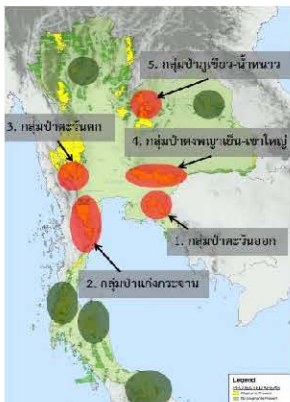 5. กลุ่มป่าภูเขียว-น้ำหนาว
3. กลุ่มป่าตะวันตก
4. กลุ่มป่าดงพญาเย็น-เขาใหญ่
1. กลุ่มป่าตะวันออก
2. กลุ่มป่าแก่งกระจาน
Legend